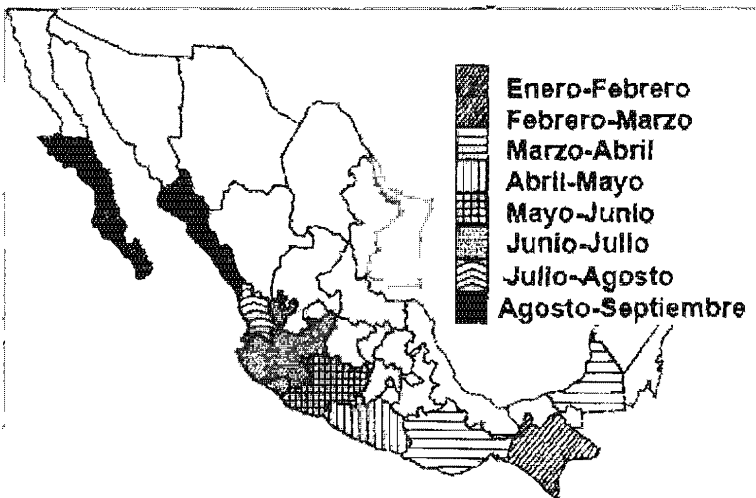 Enero-Febrero
Febrero-Marzo
Marzo-Abril
Abril-Mayo
Mayo-Junio
Junio-Julio
Julio-Agosto
Agosto-Septiembre